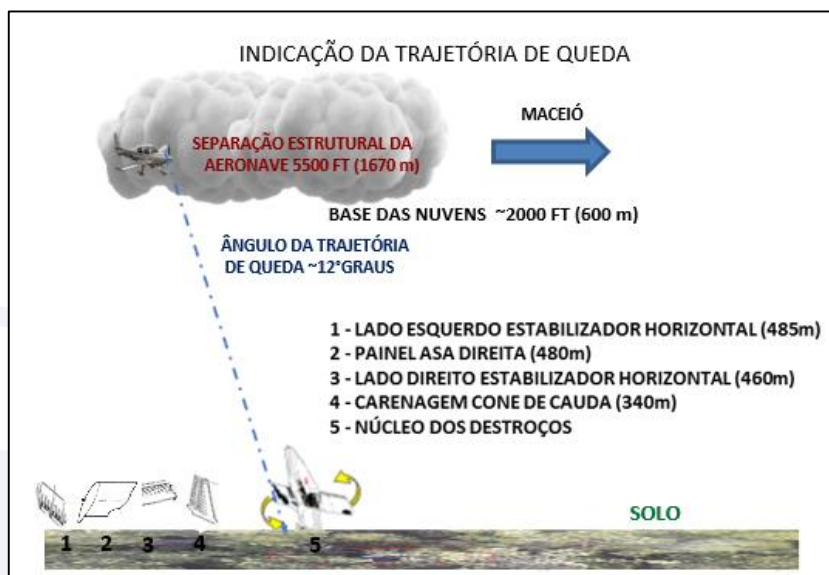 INDICAÇÃO DA TRAJETÓRIA DE QUEDA
MACEIÓ
SEPARAÇÃO ESTRUTURAL DA
AERONAVE 5500 FT (1670 m)
BASE DAS NUVENS ~2000 FT (600 m)
ÂNGULO DA TRAJETÓRIA
DE QUEDA ~12°GRAUS
1 - LADO ESQUERDO ESTABILIZADOR HORIZONTAL (485m)
2 - PAINEL ASA DIREITA (480m)
3 - LADO DIREITO ESTABILIZADOR HORIZONTAL (460m)
4 - CARENAGEM CONE DE CAUDA (340m)
5 - NÚCLEO DOS DESTROÇOS
SOLO
1 2 3 4 5